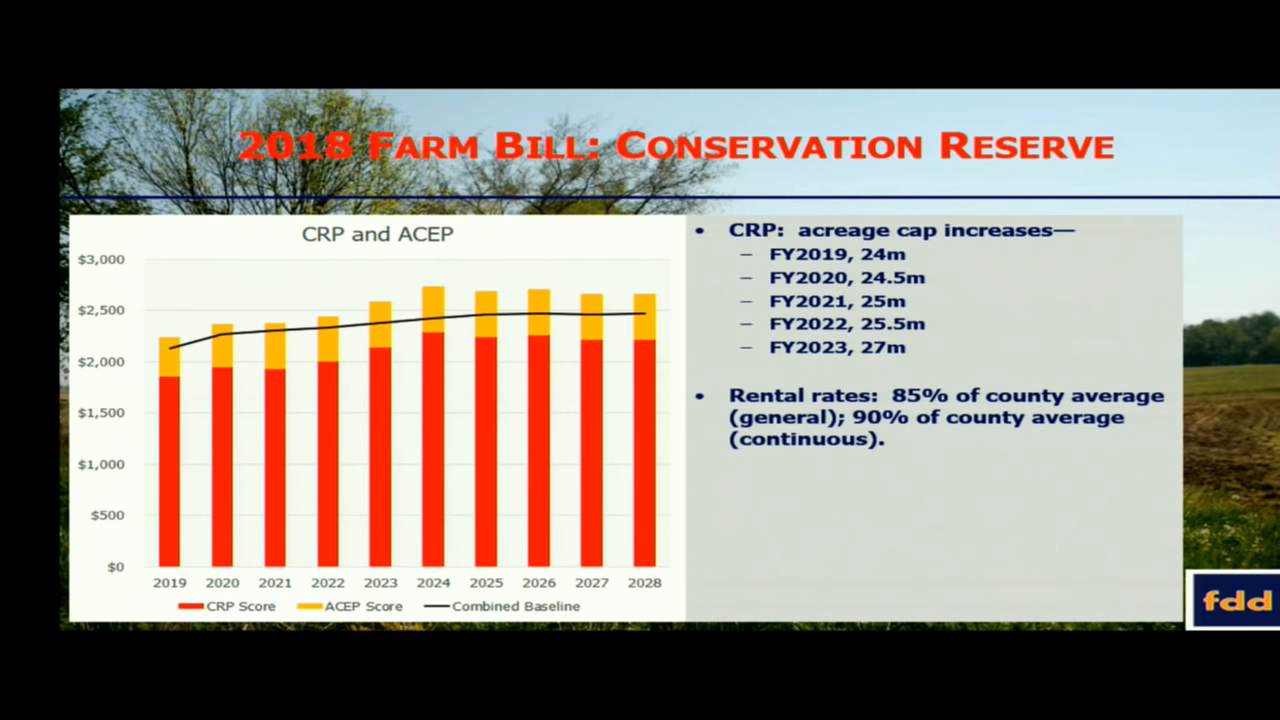 2018 FARM BILL: CONSERVATION RESERVE
CRP and ACEP
$3,000
$2,500
$2,000
$1,500
$1,000
$500
$0
2019 2020 2021 2022 2023 2024 2025 2026 2027 2028
CRP Score ACEP Score Combined Baseline
• CRP: acreage cap increases—
– FY2019, 24m
– FY2020, 24.5m
– FY2021, 25m
– FY2022, 25.5m
– FY2023, 27m
• Rental rates: 85% of county average
(general); 90% of county average
(continuous).
fdd